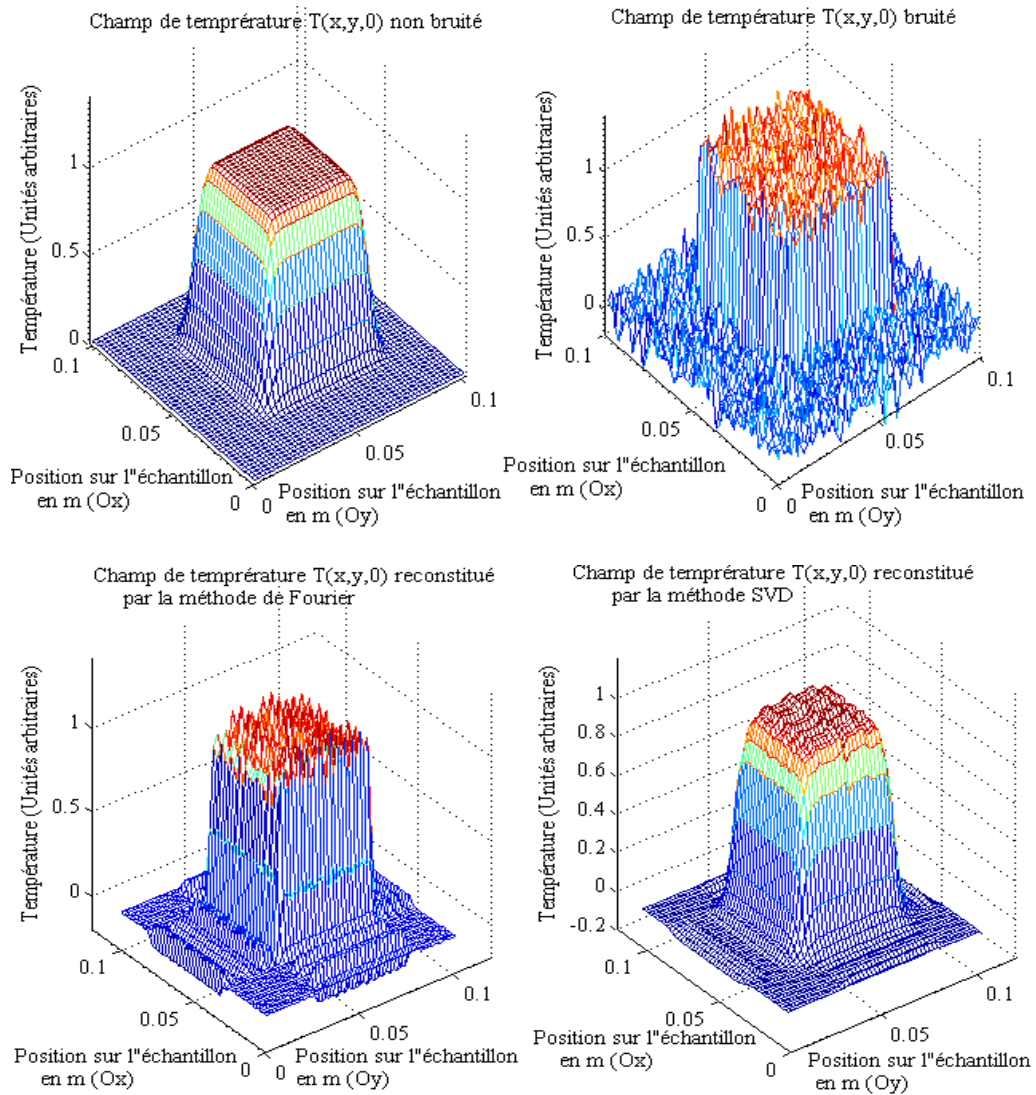 Champ de temprérature T(x,y,0) non bruité
Température (Unités arbitraires)
1
0.5
0
0.1
0.05
0
Position sur l"échantillon
en m (Ox)
0
0.05
0.1
Position sur l"échantillon
en m (Oy)
Champ de température T(x,y,0) bruité
Température (Unités arbitraires)
1
0.5
0
0.1
0.05
0
Position sur l"échantillon
en m (Ox)
0
0.05
0.1
Position sur l"échantillon
en m (Oy)
Champ de temprérature T(x,y,0) reconstitué
par la méthode de Fourier
Température (Unités arbitraires)
1
0.5
0
0.1
0.05
0
Position sur l"échantillon
en m (Ox)
0
0.05
0.1
Position sur l"échantillon
en m (Oy)
Champ de temprérature T(x,y,0) reconstitué
par la méthode SVD
Température (Unités arbitraires)
1
0.8
0.6
0.4
0.2
0
-0.2
0.1
0.05
0
Position sur l"échantillon
en m (Ox)
0
0.05
0.1
Position sur l"échantillon
en m (Oy)